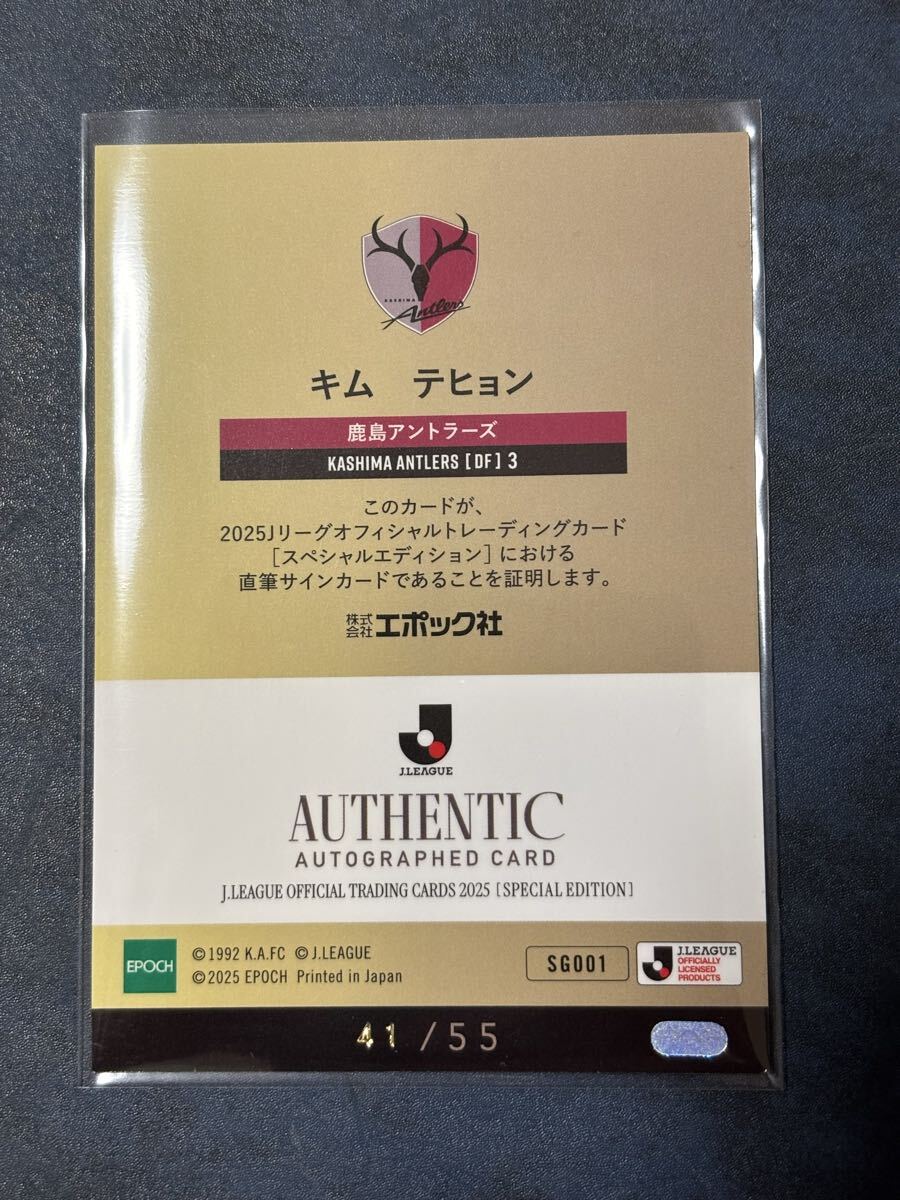 KASHIMA
Antlers
キム　テヒョン
鹿島アントラーズ
KASHIMA ANTLERS [DF] 3
このカードが、
2025Jリーグオフィシャルトレーディングカード
[スペシャルエディション]における
直筆サインカードであることを証明します。
株式会社エポック社
J.LEAGUE
AUTHENTIC
AUTOGRAPHED CARD
J.LEAGUE OFFICIAL TRADING CARDS 2025 [SPECIAL EDITION]
EPOCH
©1992 K.A.FC ©J.LEAGUE
©2025 EPOCH Printed in Japan
SG001
J.LEAGUE
OFFICIALLY
LICENSED
PRODUCTS
41/55